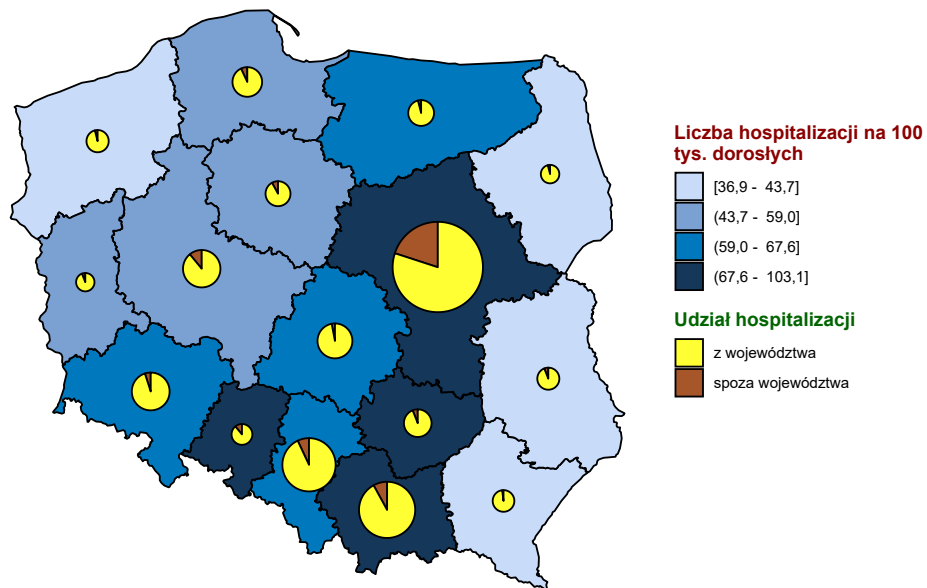 Liczba hospitalizacji na 100
tys. dorosłych
[36,9 - 43,7]
(43,7 - 59,0]
(59,0 - 67,6]
(67,6 - 103,1]
Udział hospitalizacji
z województwa
spoza województwa